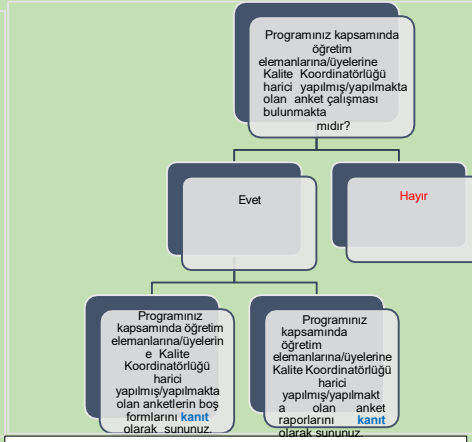 Programınız kapsamında
öğretim
elemanlarına/üyelerine
Kalite Koordinatörlüğü
harici yapılmış/yapılmakta
olan anket çalışması
bulunmakta
mıdır?
Evet
Hayır
Programınız
kapsamında öğretim
elemanlarına/üyelerin
e Kalite
Koordinatörlüğü
harici
yapılmış/yapılmakta
olan anketlerin boş
formlarını kanıt
olarak sununuz.
Programınız
kapsamında
öğretim
elemanlarına/üyelerine
Kalite Koordinatörlüğü
harici
yapılmış/yapılmakt
a olan anket
raporlarını kanıt
olarak sununuz.